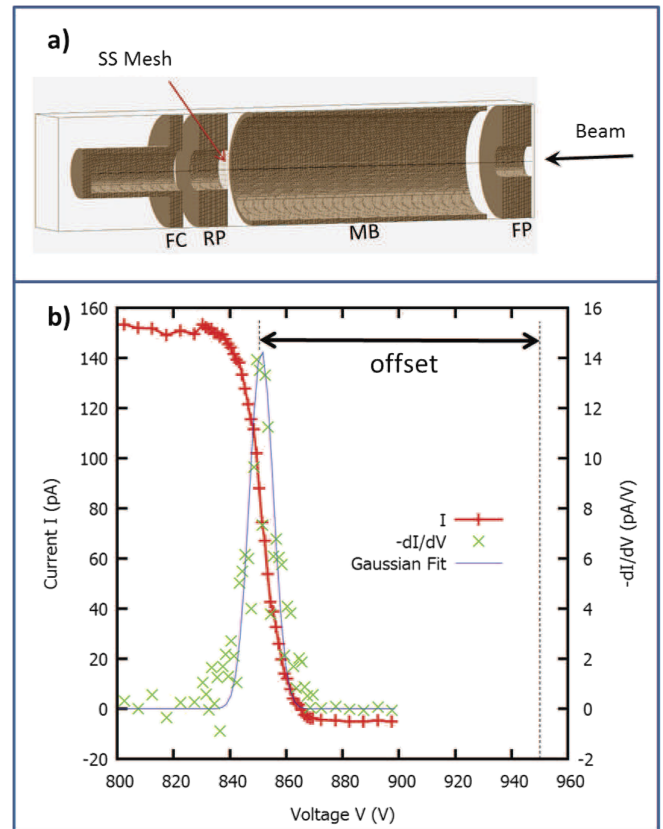 a)
SS Mesh
Beam
FC
RP
MB
FP
b)
160
140
120
100
80
60
40
20
0
-20
16
14
12
10
8
6
4
2
0
-2
offset
Current I (pA)
-dI/dV (pA/V)
I
-dI/dV
Gaussian Fit
800 820 840 860 880 900 920 940 960
Voltage V (V)